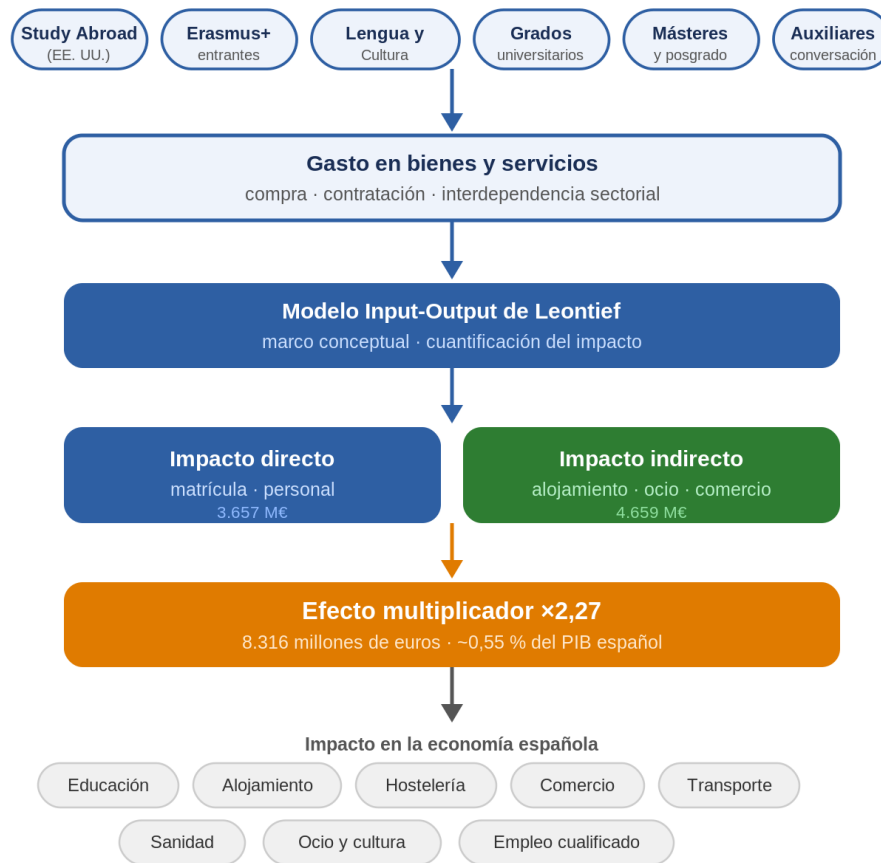 Study Abroad
(EE. UU.)
Erasmus+
entrantes
Lengua y
Cultura
Grados
universitarios
Másteres
y posgrado
Auxiliares
conversación
Gasto en bienes y servicios
compra · contratación · interdependencia sectorial
Modelo Input-Output de Leontief
marco conceptual · cuantificación del impacto
Impacto directo
matrícula · personal
3.657 M€
Impacto indirecto
alojamiento · ocio · comercio
4.659 M€
Efecto multiplicador ×2,27
8.316 millones de euros · ~0,55 % del PIB español
Impacto en la economía española
Educación
Alojamiento
Hostelería
Comercio
Transporte
Sanidad
Ocio y cultura
Empleo cualificado